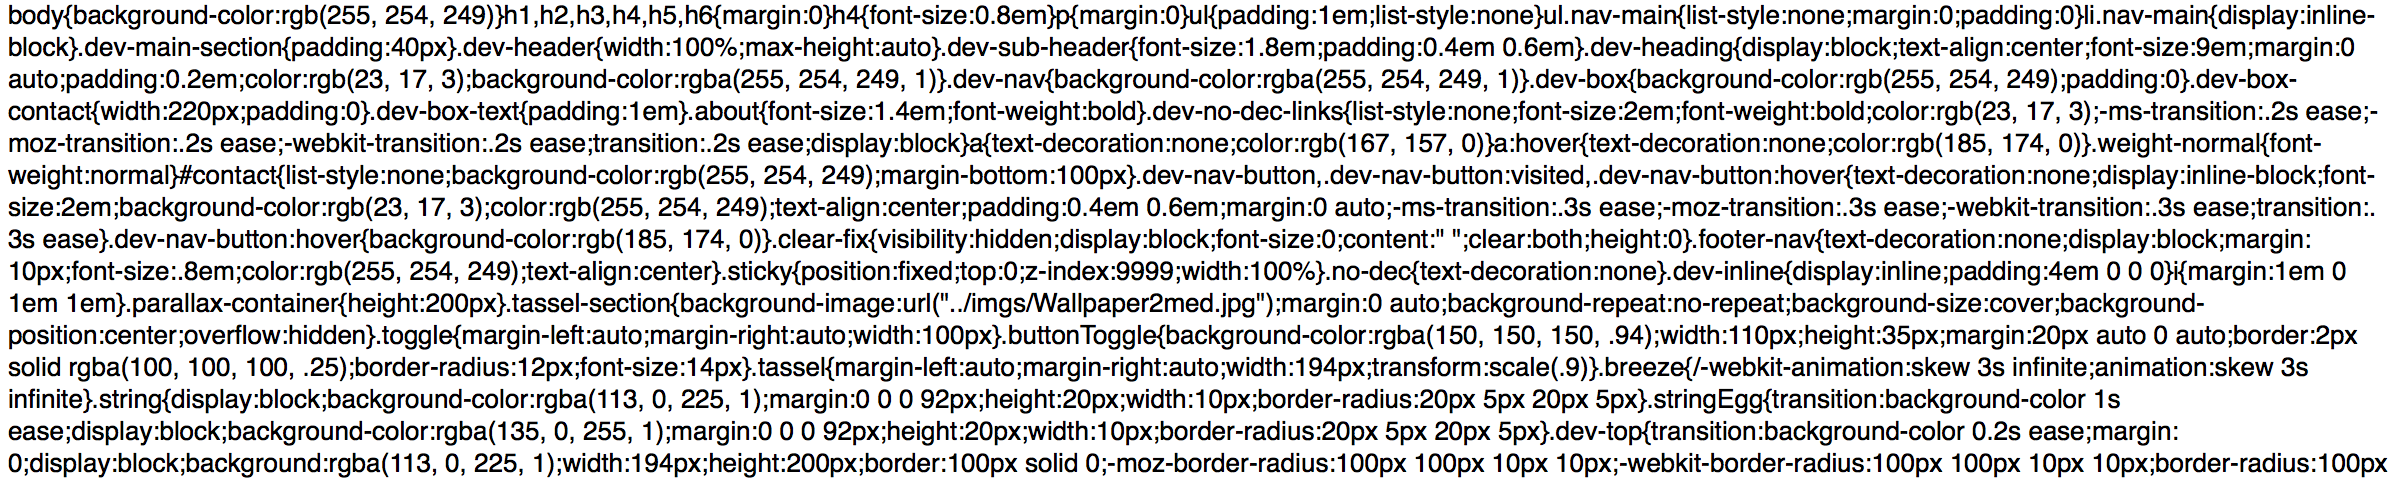 body{background-color:rgb(255, 254, 249)}h1,h2,h3,h4,h5,h6{margin:0}h4{font-size:0.8em}p{margin:0}ul{padding:1em;list-style:none}ul.nav-main{list-style:none;margin:0;padding:0}li.nav-main{display:inline-
block}.dev-main-section{padding:40px}.dev-header{width:100%;max-height:auto}.dev-sub-header{font-size:1.8em;padding:0.4em 0.6em}.dev-heading{display:block;text-align:center;font-size:9em;margin:0
auto;padding:0.2em;color:rgb(23, 17, 3);background-color:rgba(255, 254, 249, 1)}.dev-nav{background-color:rgba(255, 254, 249, 1)}.dev-box{background-color:rgb(255, 254, 249);padding:0}.dev-box-
contact{width:220px;padding:0}.dev-box-text{padding:1em}.about{font-size:1.4em;font-weight:bold}.dev-no-dec-links{list-style:none;font-size:2em;font-weight:bold;color:rgb(23, 17, 3);-ms-transition:.2s ease;-
moz-transition:.2s ease;-webkit-transition:.2s ease;transition:.2s ease;display:block}a{text-decoration:none;color:rgb(167, 157, 0)}a:hover{text-decoration:none;color:rgb(185, 174, 0)}.weight-normal{font-
weight:normal}#contact{list-style:none;background-color:rgb(255, 254, 249);margin-bottom:100px}.dev-nav-button,.dev-nav-button:visited,.dev-nav-button:hover{text-decoration:none;display:inline-block;font-
size:2em;background-color:rgb(23, 17, 3);color:rgb(255, 254, 249);text-align:center;padding:0.4em 0.6em;margin:0 auto;-ms-transition:.3s ease;-moz-transition:.3s ease;-webkit-transition:.3s ease;transition:.
3s ease}.dev-nav-button:hover{background-color:rgb(185, 174, 0)}.clear-fix{visibility:hidden;display:block;font-size:0;content:" ";clear:both;height:0}.footer-nav{text-decoration:none;display:block;margin:
10px;font-size:.8em;color:rgb(255, 254, 249);text-align:center}.sticky{position:fixed;top:0;z-index:9999;width:100%}.no-dec{text-decoration:none}.dev-inline{display:inline;padding:4em 0 0 0}i{margin:1em 0
1em 1em}.parallax-container{height:200px}.tassel-section{background-image:url("../imgs/Wallpaper2med.jpg");margin:0 auto;background-repeat:no-repeat;background-size:cover;background-
position:center;overflow:hidden}.toggle{margin-left:auto;margin-right:auto;width:100px}.buttonToggle{background-color:rgba(150, 150, 150, .94);width:110px;height:35px;margin:20px auto 0 auto;border:2px
solid rgba(100, 100, 100, .25);border-radius:12px;font-size:14px}.tassel{margin-left:auto;margin-right:auto;width:194px;transform:scale(.9)}.breeze{/-webkit-animation:skew 3s infinite;animation:skew 3s
infinite}.string{display:block;background-color:rgba(113, 0, 225, 1);margin:0 0 0 92px;height:20px;width:10px;border-radius:20px 5px 20px 5px}.stringEgg{transition:background-color 1s
ease;display:block;background-color:rgba(135, 0, 255, 1);margin:0 0 0 92px;height:20px;width:10px;border-radius:20px 5px 20px 5px}.dev-top{transition:background-color 0.2s ease;margin:
0;display:block;background:rgba(113, 0, 225, 1);width:194px;height:200px;border:100px solid 0;-moz-border-radius:100px 100px 10px 10px;-webkit-border-radius:100px 100px 10px 10px;border-radius:100px